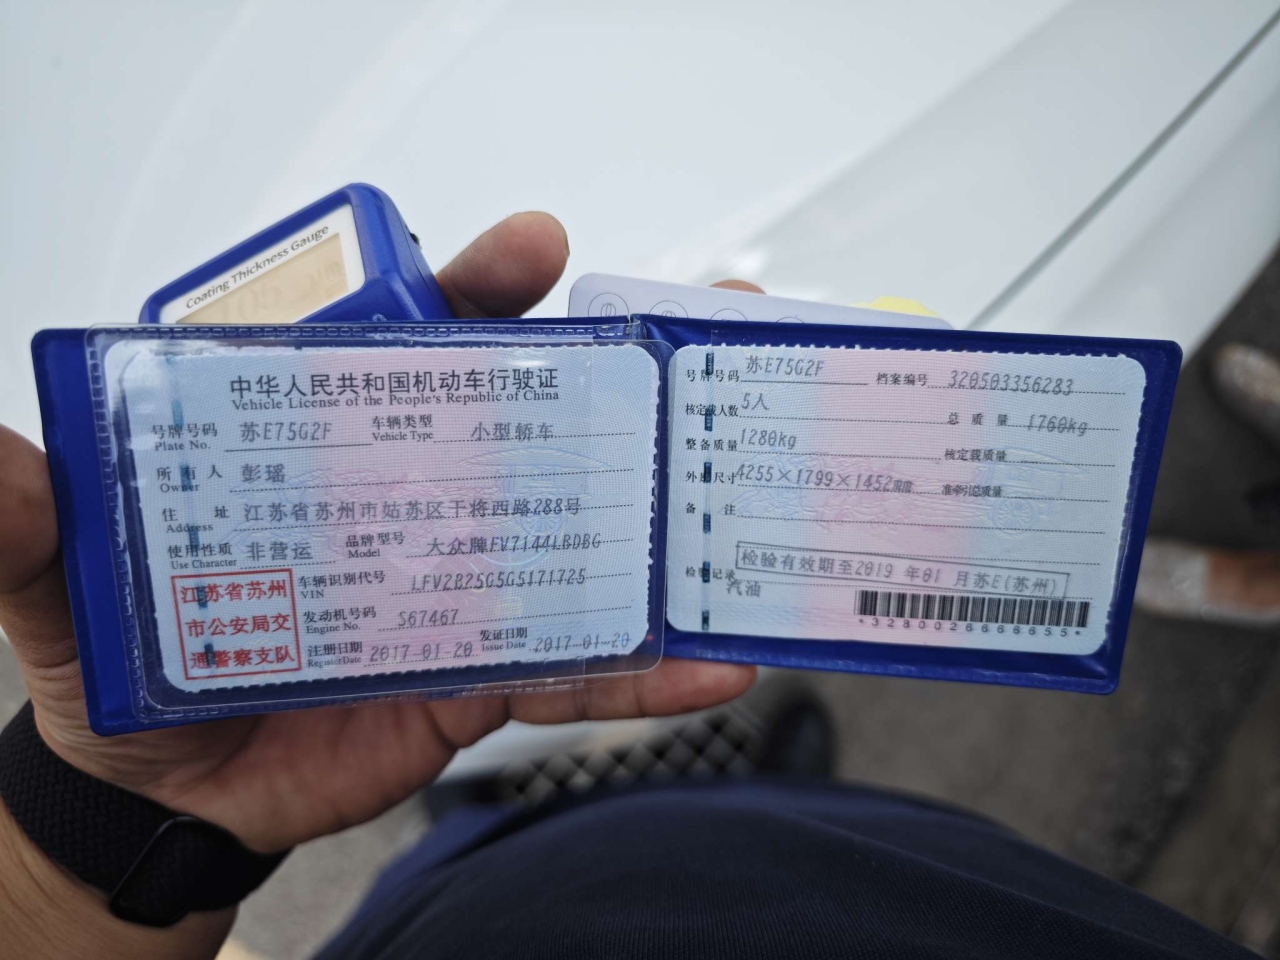 Coating Thickness Gauge
中华人民共和国机动车行驶证
Vehicle License of the People's Republic of China
号牌号码 苏E75G2F 车辆类型 小型轿车
Plate No. Vehicle Type
所有人 彭瑶
Owner
住址 江苏省苏州市姑苏区干将西路288号
Address
使用性质 非营运 品牌型号 大众牌FV7144LBDBG
Use Character Model
江苏省苏州
市公安局交
通警察支队
车辆识别代号 LFV2B25G5G5171725
VIN
发动机号码 S67467
Engine No.
注册日期 2017-01-20 发证日期 2017-01-20
Register Date Issue Date
号牌号码 苏E75G2F 档案编号 320503356283
核定载人数 5人 总质量 1760kg
整备质量 1280kg 核定载质量
外廓尺寸 4255×1799×1452mm 准牵引总质量
备注
检验有效期至2019 年01 月苏E(苏州)
检验记录
汽油
*3280026666655*